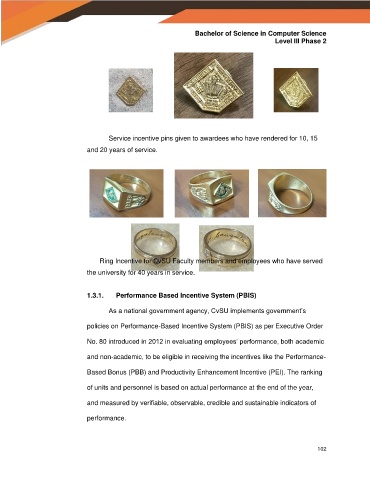 Bachelor of Science in Computer Science
Level III Phase 2
Service incentive pins given to awardees who have rendered for 10, 15
and 20 years of service.
Ring Incentive for CvSU Faculty members and employees who have served
the university for 40 years in service.
1.3.1. Performance Based Incentive System (PBIS)
As a national government agency, CvSU implements government's
policies on Performance-Based Incentive System (PBIS) as per Executive Order
No. 80 introduced in 2012 in evaluating employees' performance, both academic
and non-academic, to be eligible in receiving the incentives like the Performance-
Based Bonus (PBB) and Productivity Enhancement Incentive (PEI). The ranking
of units and personnel is based on actual performance at the end of the year,
and measured by verifiable, observable, credible and sustainable indicators of
performance.
102